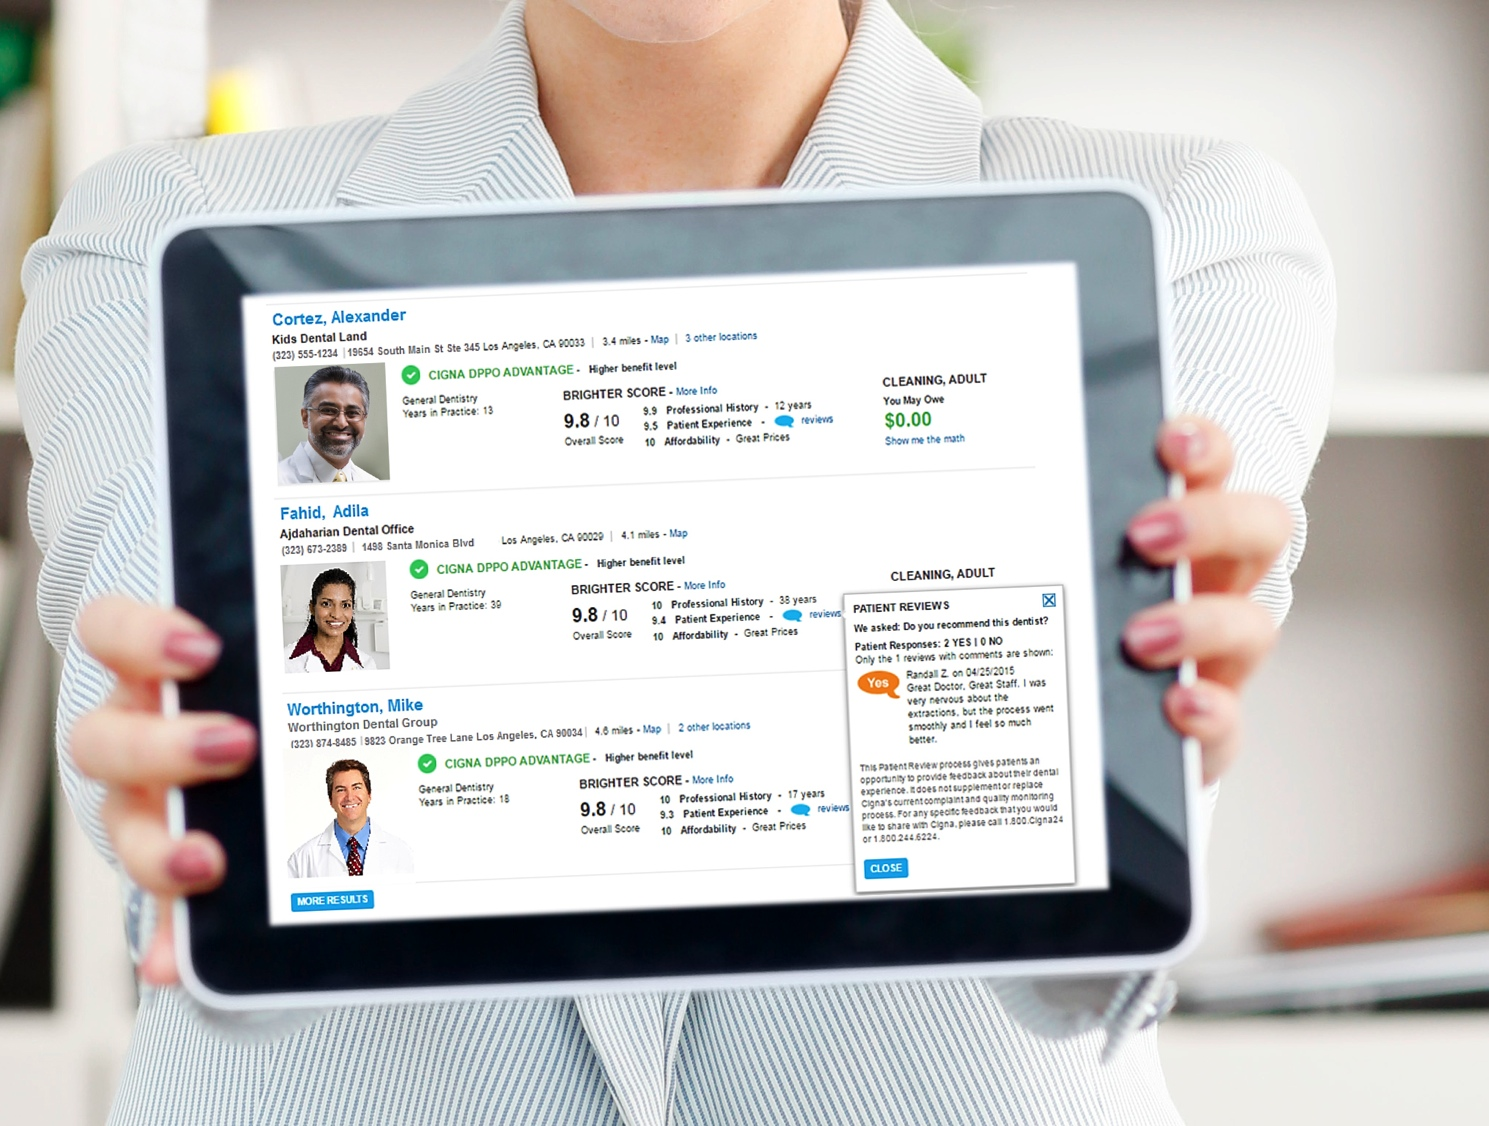 Cortez, Alexander
Kids Dental Land
(323) 555-1234 | 19654 South Main St Ste 345 Los Angeles, CA 90033 | 3.4 miles - Map | 3 other locations
CIGNA DPPO ADVANTAGE - Higher benefit level
General Dentistry
Years in Practice: 13
BRIGHTER SCORE - More Info
9.8 / 10
Overall Score
9.9 Professional History - 12 years
9.5 Patient Experience - reviews
10 Affordability - Great Prices
CLEANING, ADULT
You May Owe
$0.00
Show me the math
Fahid, Adila
Ajdaharian Dental Office
(323) 673-2389 | 1498 Santa Monica Blvd Los Angeles, CA 90029 | 4.1 miles - Map
CIGNA DPPO ADVANTAGE - Higher benefit level
General Dentistry
Years in Practice: 39
BRIGHTER SCORE - More Info
9.8 / 10
Overall Score
10 Professional History - 38 years
9.4 Patient Experience - reviews
10 Affordability - Great Prices
CLEANING, ADULT
Worthington, Mike
Worthington Dental Group
(323) 874-8485 | 9823 Orange Tree Lane Los Angeles, CA 90034 | 4.6 miles - Map | 2 other locations
CIGNA DPPO ADVANTAGE - Higher benefit level
General Dentistry
Years in Practice: 18
BRIGHTER SCORE - More Info
9.8 / 10
Overall Score
10 Professional History - 17 years
9.3 Patient Experience - reviews
10 Affordability - Great Prices
MORE RESULTS
PATIENT REVIEWS
We asked: Do you recommend this dentist?
Patient Responses: 2 YES | 0 NO
Only the 1 reviews with comments are shown:
Yes
Randall Z. on 04/25/2015
Great Doctor, Great Staff. I was
very nervous about the
extractions, but the process went
smoothly and I feel so much
better.
This Patient Review process gives patients an
opportunity to provide feedback about their dental
experience. It does not supplement or replace
Cigna's current complaint and quality monitoring
process. For any specific feedback that you would
like to share with Cigna, please call 1.800.Cigna24
or 1.800.244.6224.
CLOSE